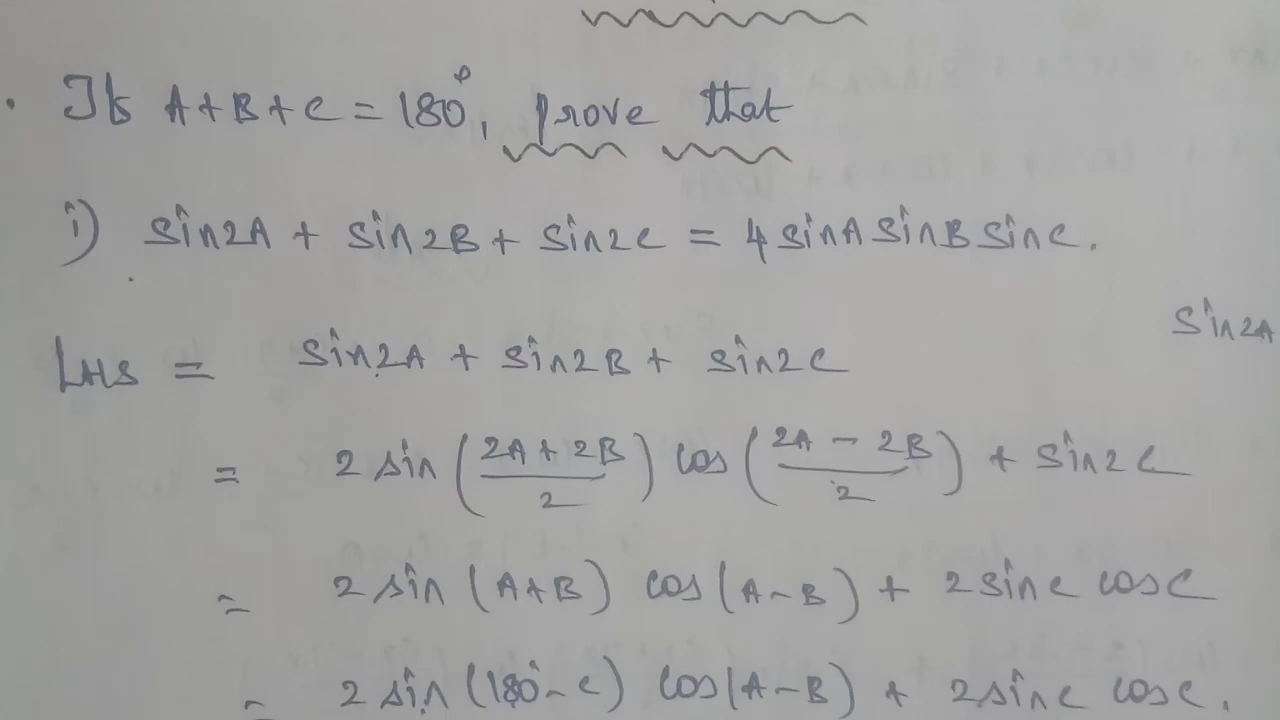 . If A+B+C = 180°, prove that
i) sin2A + sin2B + sin2C = 4 sinA sinB sinC.
sin2A
LHS = sin2A + sin2B + sin2C
= 2 sin (2A+2B/2) cos (2A-2B/2) + sin2C
= 2 sin (A+B) cos (A-B) + 2 sinC cosC
= 2 sin (180°-C) cos (A-B) + 2 sinC cosC.